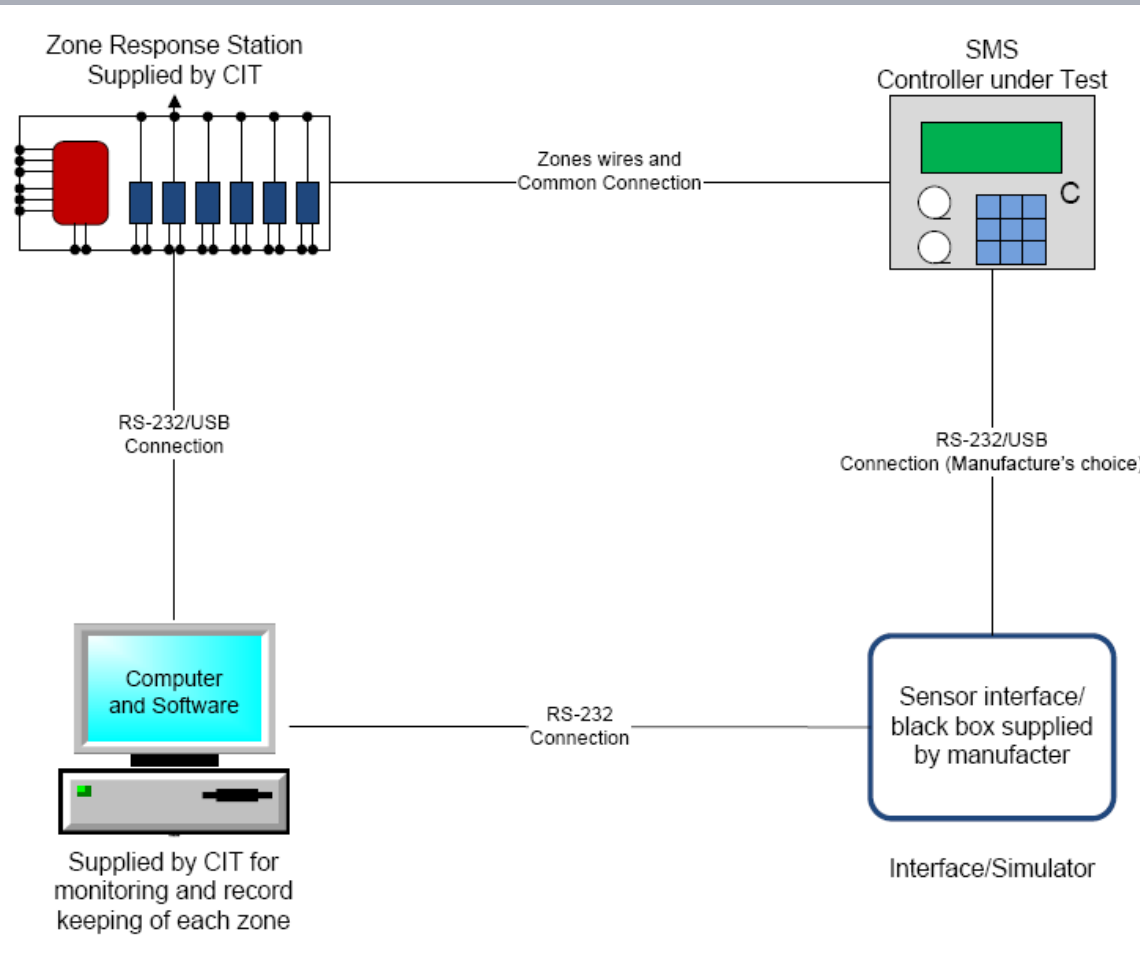 Zone Response Station
Supplied by CIT
SMS
Controller under Test
Zones wires and
Common Connection
C
RS-232/USB
Connection
RS-232/USB
Connection (Manufacture's choice)
Computer
and Software
RS-232
Connection
Sensor interface/
black box supplied
by manufacter
Supplied by CIT for
monitoring and record
keeping of each zone
Interface/Simulator